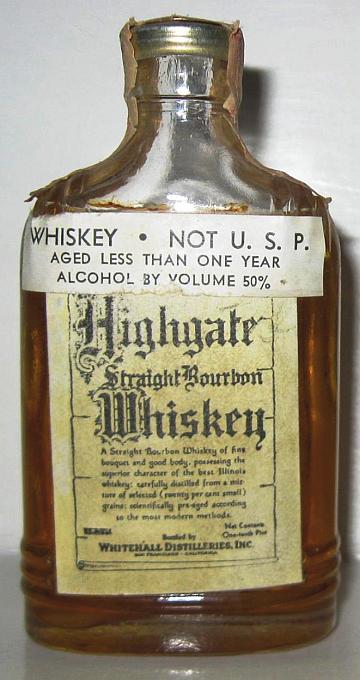 WHISKEY • NOT U. S. P.
AGED LESS THAN ONE YEAR
ALCOHOL BY VOLUME 50%
Highgate
Straight Bourbon
Whiskey
A Straight Bourbon Whiskey of fine
bouquet and good body, possessing the
superior character of the best Illinois
whiskey: carefully distilled from a mix-
ture of selected (twenty per cent small)
grains: scientifically pre-aged according
to the most modern methods.
Net Contents
One-tenth Pint
Bottled by
WHITEHALL DISTILLERIES, INC.
SAN FRANCISCO - CALIFORNIA